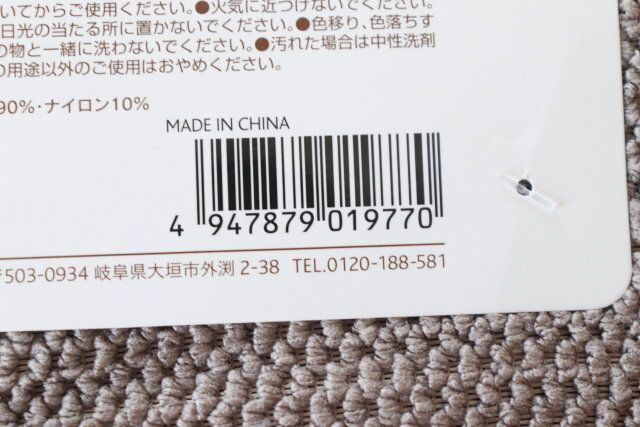 いてからご使用ください。●火気に近づけないでください。
日光の当たる所に置かないでください。●色移り、色落ちす
の物と一緒に洗わないでください。●汚れた場合は中性洗剤
の用途以外のご使用はおやめください。
90%・ナイロン10%
MADE IN CHINA
4 947879 019770
〒503-0934 岐阜県大垣市外渕 2-38 TEL.0120-188-581